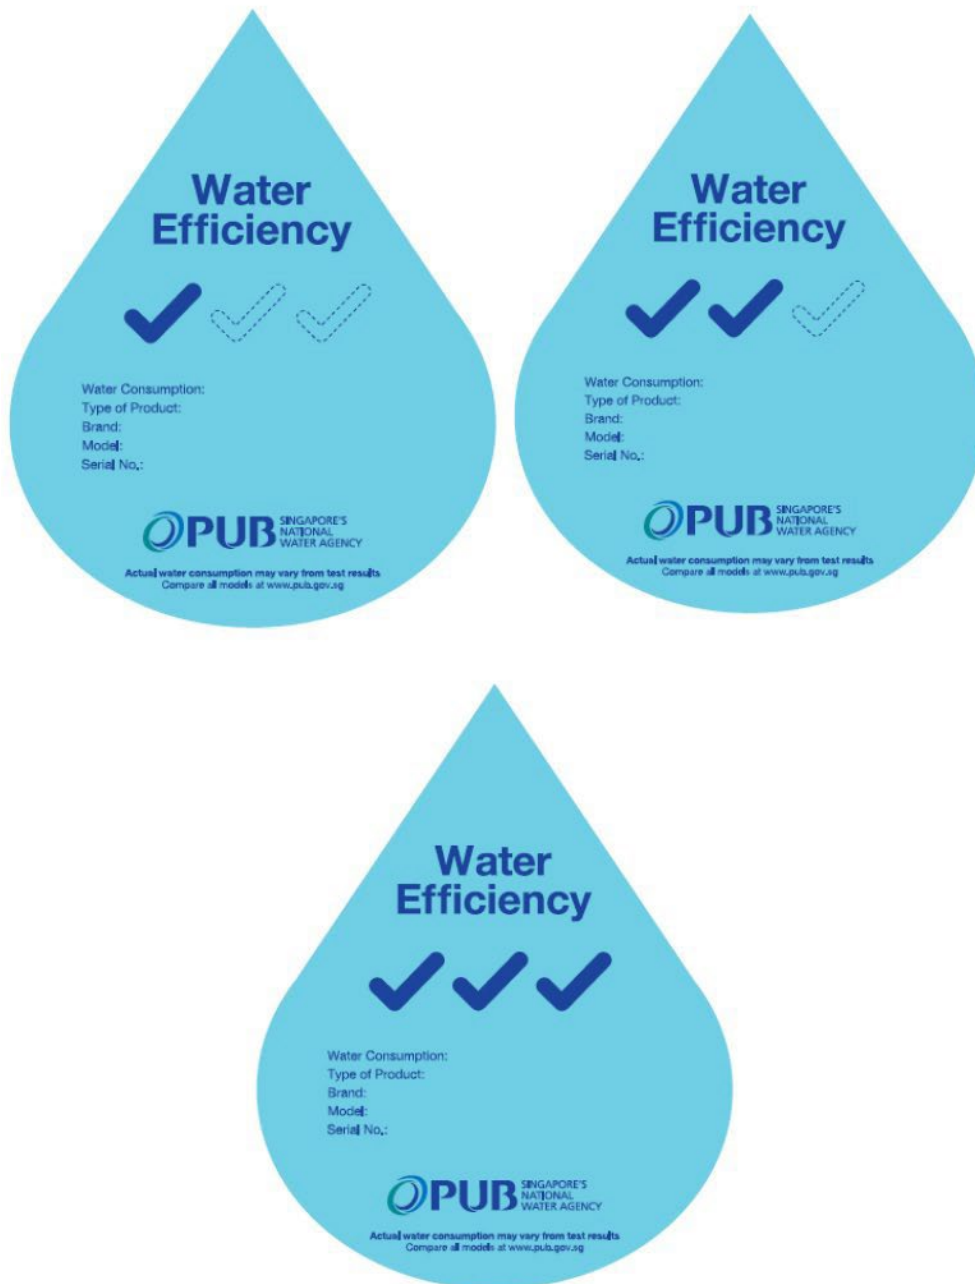 Water
Efficiency
Water Consumption:
Type of Product:
Brand:
Model:
Serial No.:
PUB SINGAPORE'S
NATIONAL
WATER AGENCY
Actual water consumption may vary from test results
Compare all models at www.pub.gov.sg
Water
Efficiency
Water Consumption:
Type of Product:
Brand:
Model:
Serial No.:
PUB SINGAPORE'S
NATIONAL
WATER AGENCY
Actual water consumption may vary from test results
Compare all models at www.pub.gov.sg
Water
Efficiency
Water Consumption:
Type of Product:
Brand:
Model:
Serial No.:
PUB SINGAPORE'S
NATIONAL
WATER AGENCY
Actual water consumption may vary from test results
Compare all models at www.pub.gov.sg